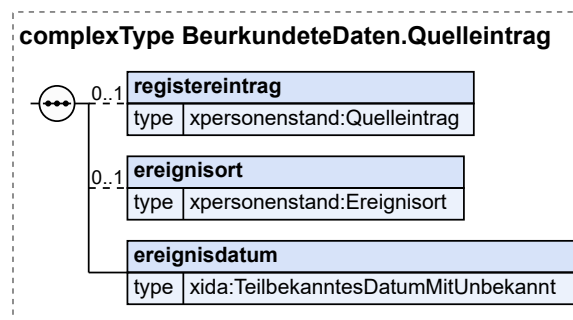 complexType BeurkundeteDaten.Quelleintrag
0..1
registereintrag
type xpersonenstand:Quelleintrag
0..1
ereignisort
type xpersonenstand:Ereignisort
ereignisdatum
type xida:TeilbekanntesDatumMitUnbekannt